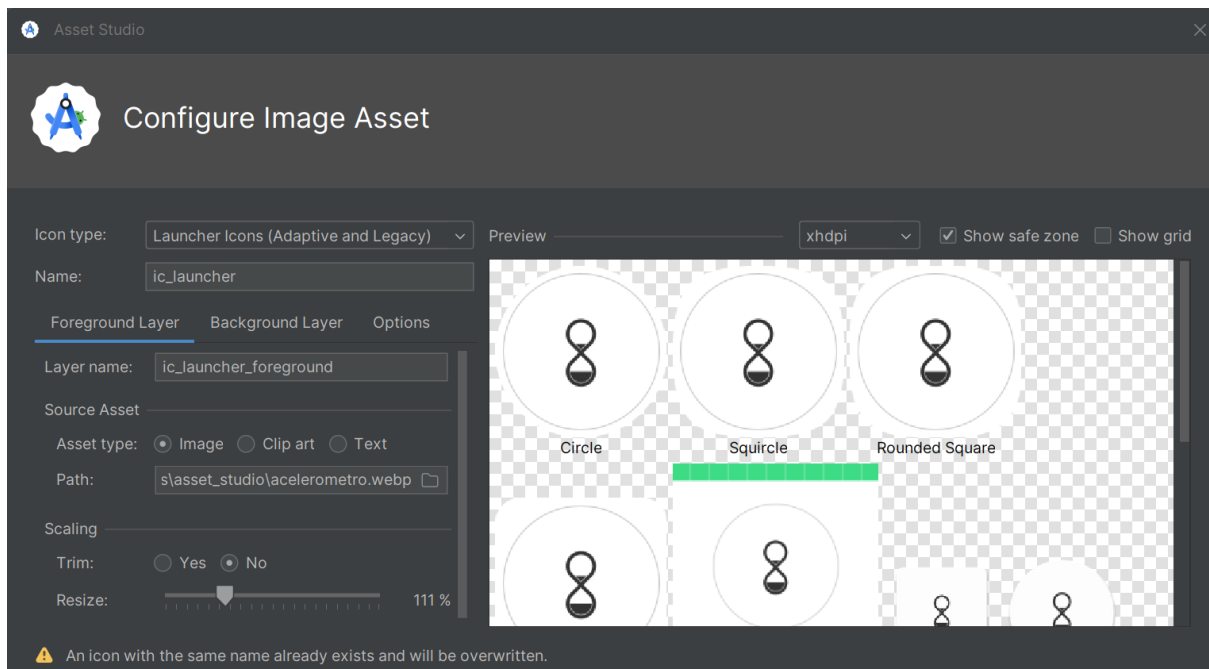 Asset Studio
Configure Image Asset
Icon type: Launcher Icons (Adaptive and Legacy)
Name: ic_launcher
Foreground Layer Background Layer Options
Layer name: ic_launcher_foreground
Source Asset
Asset type: Image Clip art Text
Path: s\asset_studio\acelerometro.webp
Scaling
Trim: Yes No
Resize: 111 %
Preview xhdpi Show safe zone Show grid
Circle Squircle Rounded Square
An icon with the same name already exists and will be overwritten.